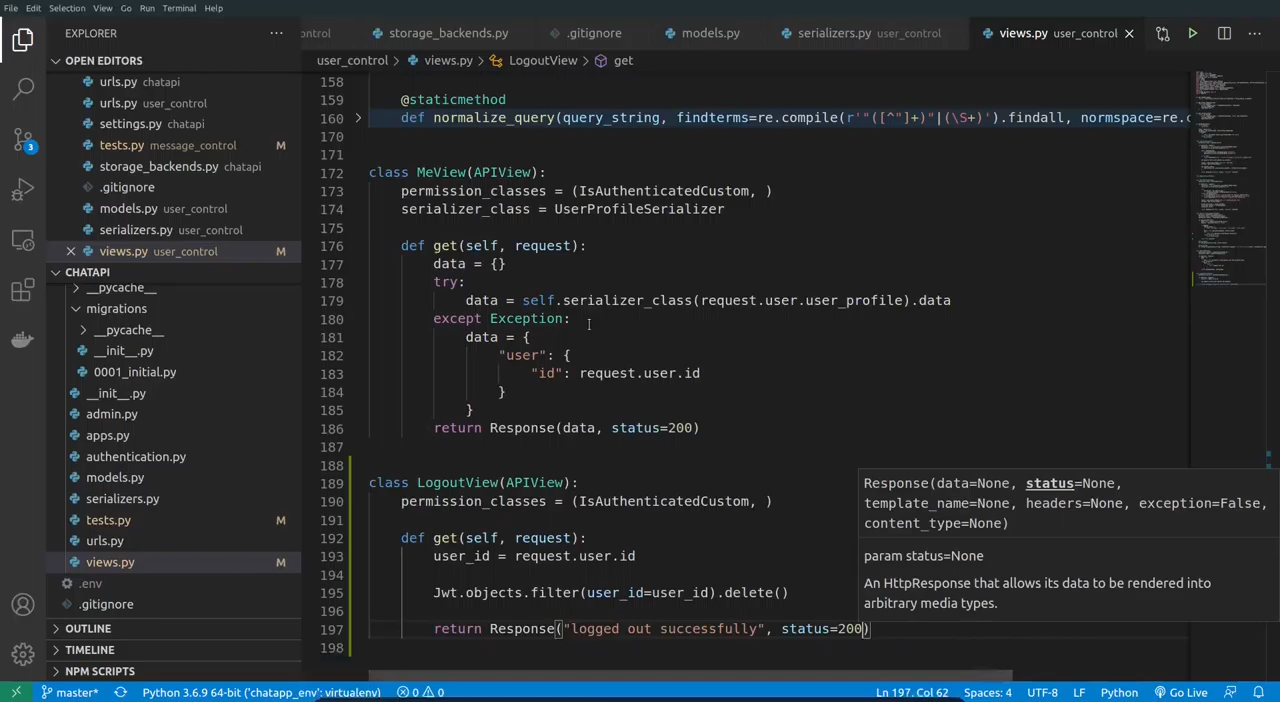 File Edit Selection View Go Run Terminal Help
EXPLORER
OPEN EDITORS
urls.py chatapi
urls.py user_control
settings.py chatapi
tests.py message_control M
storage_backends.py chatapi
.gitignore
models.py user_control
serializers.py user_control
views.py user_control M
CHATAPI
__pycache__
migrations
__pycache__
__init__.py
0001_initial.py
__init__.py
admin.py
apps.py
authentication.py
models.py
serializers.py
tests.py M
urls.py
views.py M
.env
.gitignore
OUTLINE
TIMELINE
NPM SCRIPTS
ontrol storage_backends.py .gitignore models.py serializers.py user_control views.py user_control
user_control > views.py > LogoutView > get
158
159 @staticmethod
160 def normalize_query(query_string, findterms=re.compile(r'"([^"]+)"|(\S+)').findall, normspace=re.c
170
171
172 class MeView(APIView):
173 permission_classes = (IsAuthenticatedCustom, )
174 serializer_class = UserProfileSerializer
175
176 def get(self, request):
177 data = {}
178 try:
179 data = self.serializer_class(request.user.user_profile).data
180 except Exception:
181 data = {
182 "user": {
183 "id": request.user.id
184 }
185 }
186 return Response(data, status=200)
187
188
189 class LogoutView(APIView):
190 permission_classes = (IsAuthenticatedCustom, )
191
192 def get(self, request):
193 user_id = request.user.id
194
195 Jwt.objects.filter(user_id=user_id).delete()
196
197 return Response("logged out successfully", status=200)
198
Response(data=None, status=None,
template_name=None, headers=None, exception=False,
content_type=None)
param status=None
An HttpResponse that allows its data to be rendered into
arbitrary media types.
3
master* Python 3.6.9 64-bit ('chatapp_env': virtualenv) 0 0 Ln 197, Col 62 Spaces: 4 UTF-8 LF Python Go Live